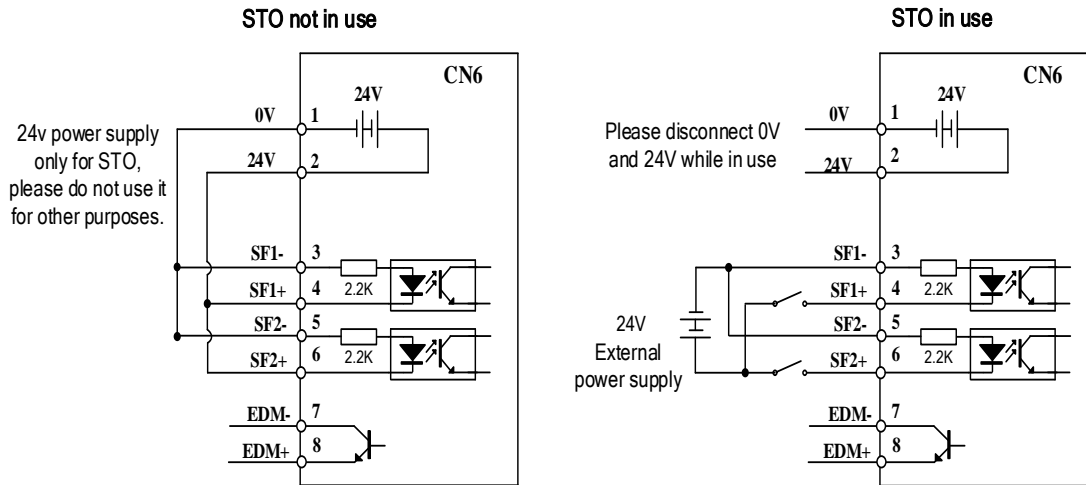 STO not in use
CN6
24V
0V
1
24V
2
24v power supply
only for STO,
please do not use it
for other purposes.
SF1-
3
2.2K
SF1+
4
SF2-
5
2.2K
SF2+
6
EDM-
7
EDM+
8
STO in use
CN6
24V
0V
1
24V
2
Please disconnect 0V
and 24V while in use
SF1-
3
2.2K
SF1+
4
SF2-
5
2.2K
SF2+
6
24V
External
power supply
EDM-
7
EDM+
8